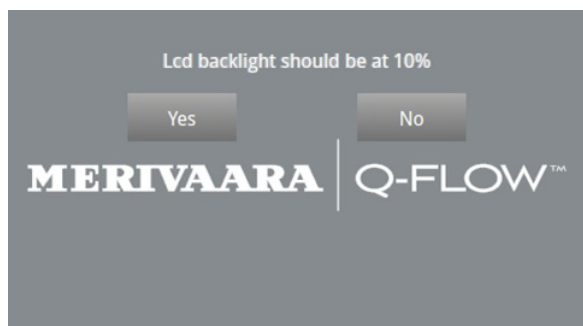 Lcd backlight should be at 10%
Yes No
MERIVAARA Q-FLOW™